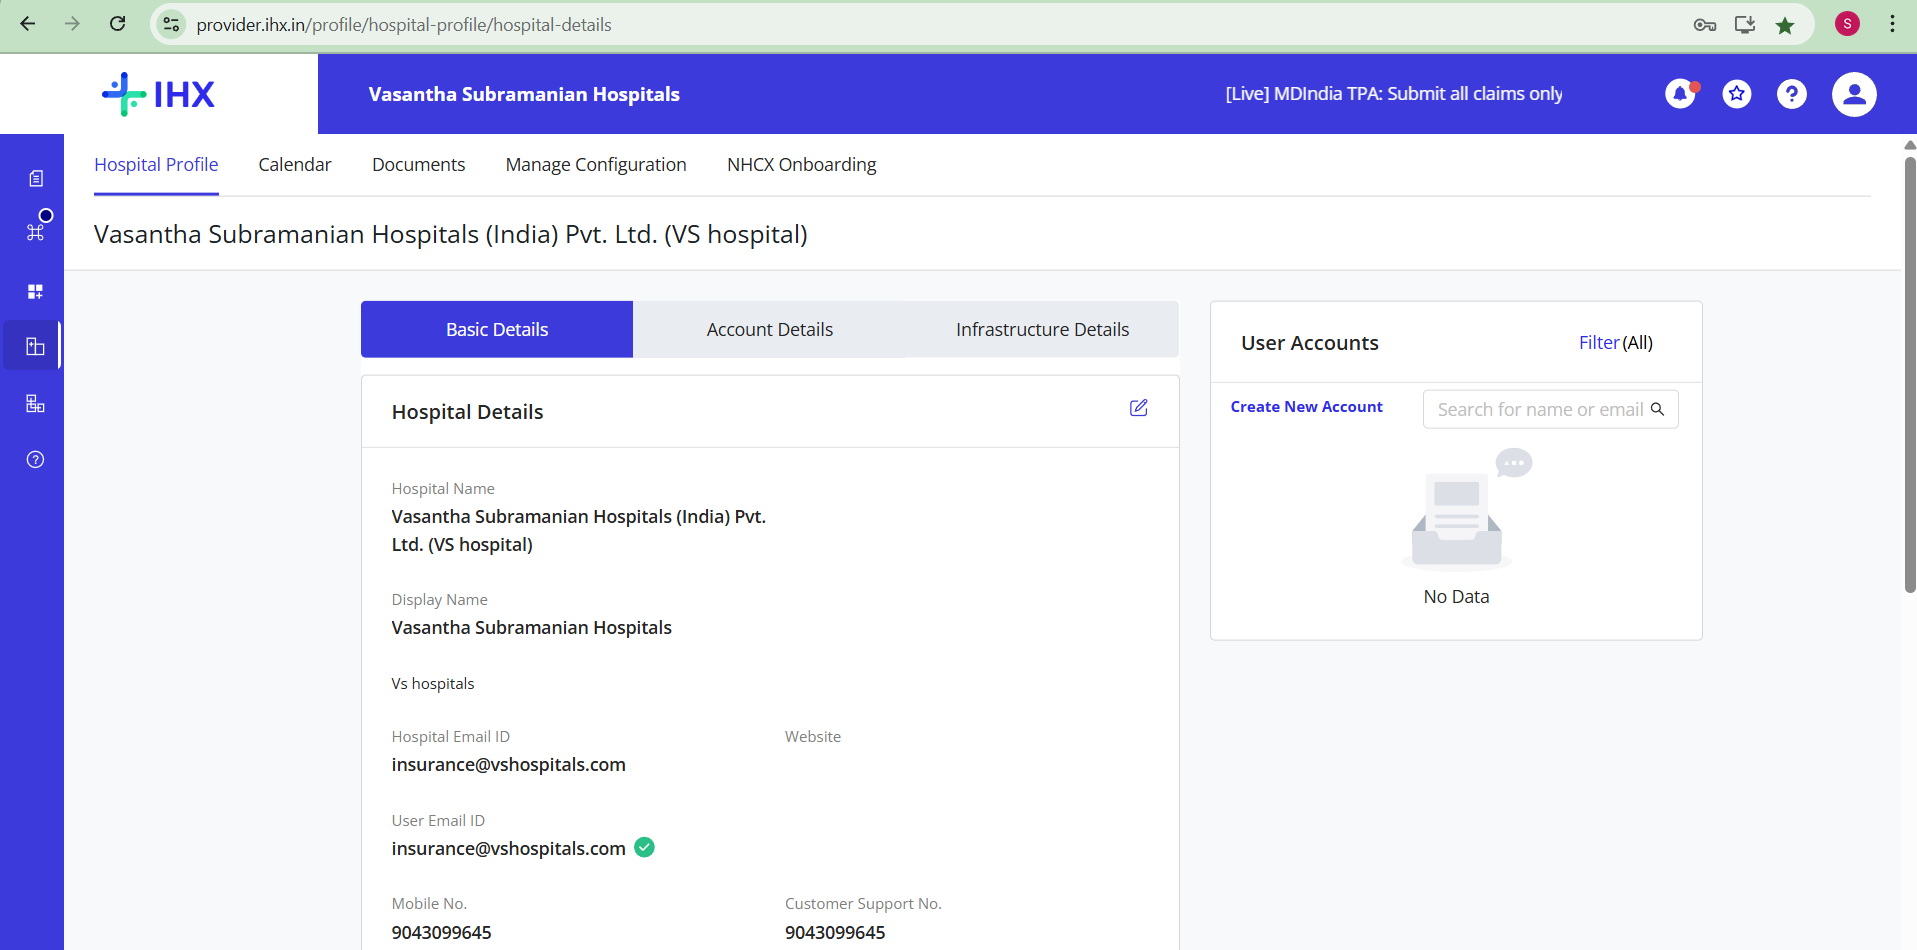 provider.ihx.in/profile/hospital-profile/hospital-details
S
IHX
Vasantha Subramanian Hospitals
[Live] MDIndia TPA: Submit all claims only
Hospital Profile
Calendar
Documents
Manage Configuration
NHCX Onboarding
Vasantha Subramanian Hospitals (India) Pvt. Ltd. (VS hospital)
Basic Details
Account Details
Infrastructure Details
Hospital Details
Hospital Name
Vasantha Subramanian Hospitals (India) Pvt.
Ltd. (VS hospital)
Display Name
Vasantha Subramanian Hospitals
Vs hospitals
Hospital Email ID
Website
insurance@vshospitals.com
User Email ID
insurance@vshospitals.com
Mobile No.
Customer Support No.
9043099645
9043099645
User Accounts
Filter (All)
Create New Account
Search for name or email
No Data